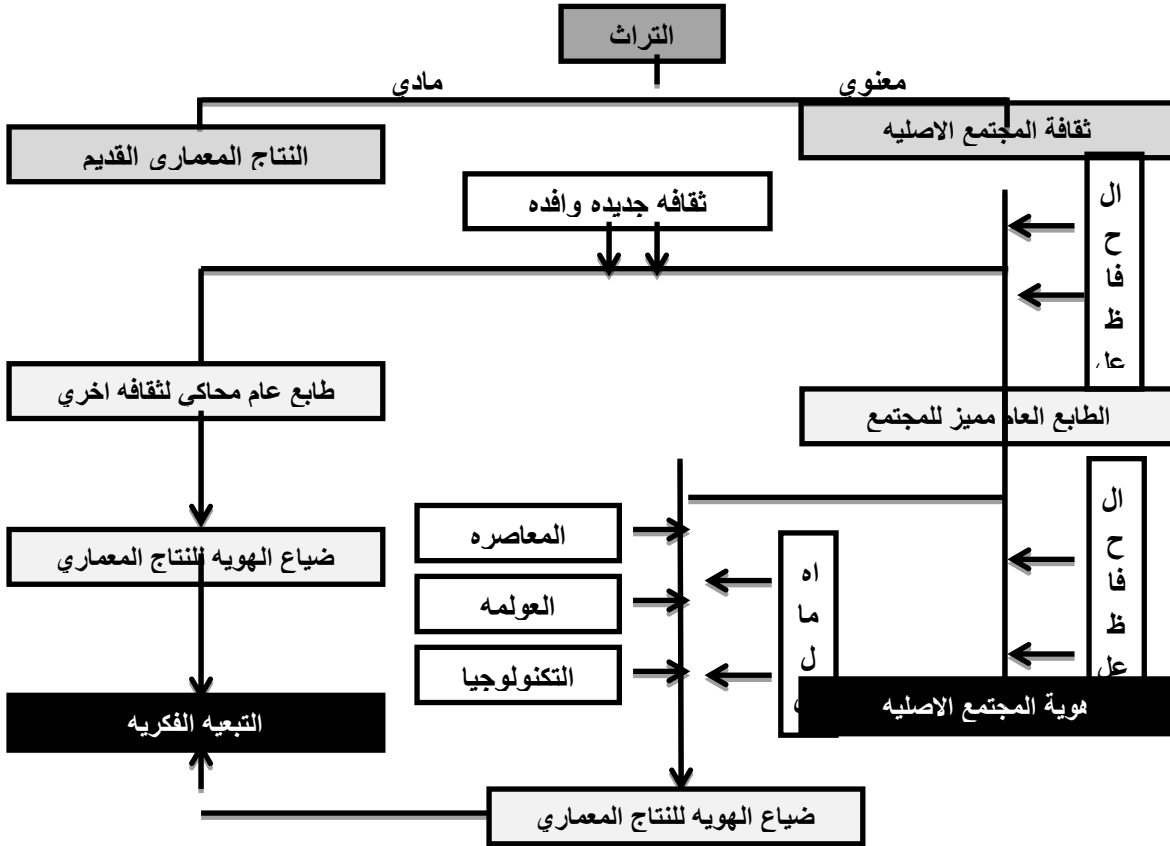 التراث
معنوي
مادي
ثقافة المجتمع الاصليه
النتاج المعمارى القديم
ثقافه جديده وافده
ال
ح
فا
ظ
عل
طابع عام محاكى لثقافه اخري
الطابع العام مميز للمجتمع
ال
ح
فا
ظ
عل
المعاصره
ضياع الهويه للنتاج المعماري
اه
ما
ل
العولمه
التكنولوجيا
هوية المجتمع الاصليه
التبعيه الفكريه
ضياع الهويه للنتاج المعماري